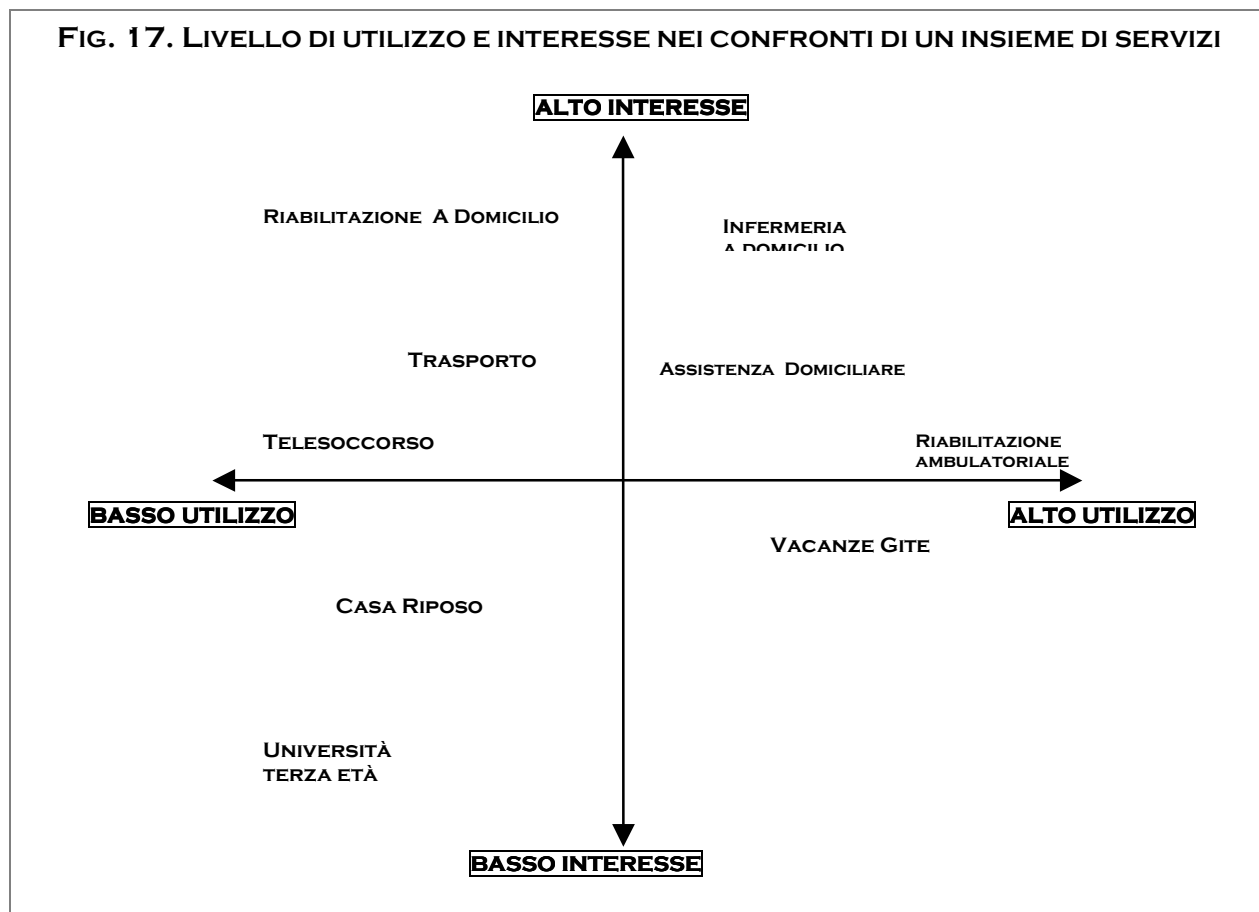 FIG. 17. LIVELLO DI UTILIZZO E INTERESSE NEI CONFRONTI DI UN INSIEME DI SERVIZI
ALTO INTERESSE
RIABILITAZIONE A DOMICILIO
INFERMERIA
A DOMICILIO
TRASPORTO
ASSISTENZA DOMICILIARE
TELESOCCORSO
RIABILITAZIONE
AMBULATORIALE
BASSO UTILIZZO
ALTO UTILIZZO
VACANZE GITE
CASA RIPOSO
UNIVERSITÀ
TERZA ETÀ
BASSO INTERESSE